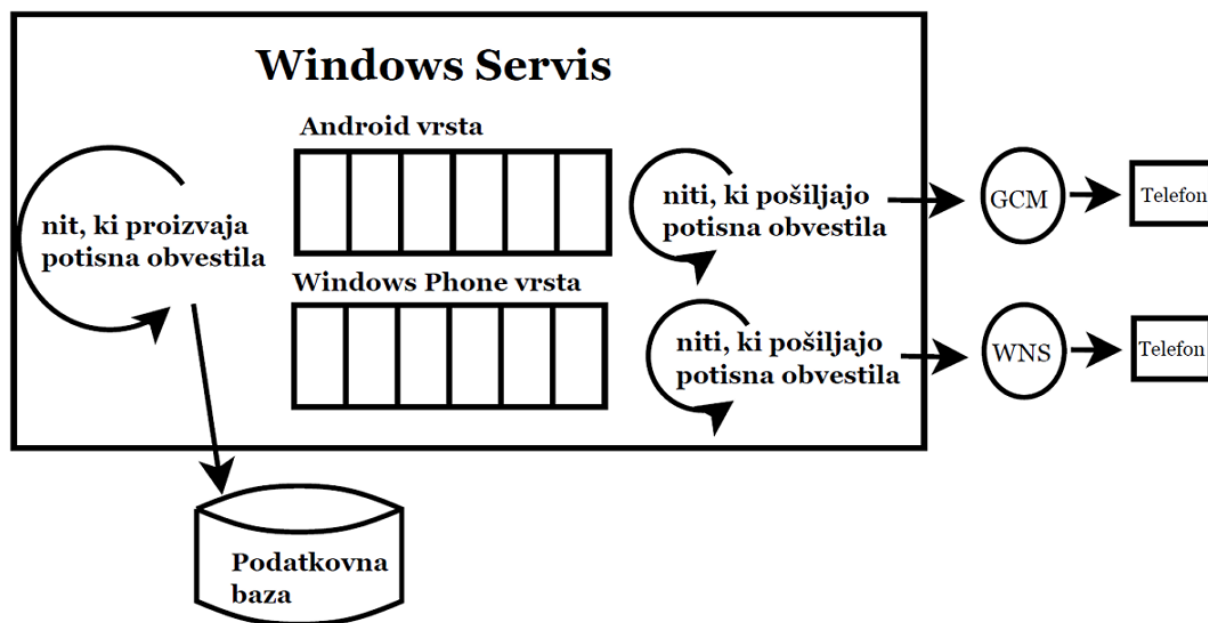 Windows Servis
Android vrsta
nit, ki proizvaja
potisna obvestila
niti, ki pošiljajo
potisna obvestila
GCM
Telefon
Windows Phone vrsta
niti, ki pošiljajo
potisna obvestila
WNS
Telefon
Podatkovna
baza